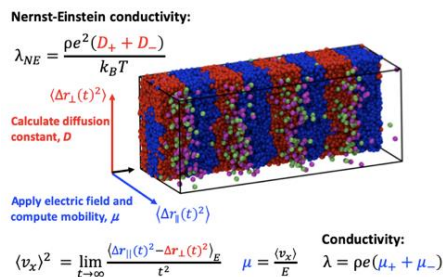 Nernst-Einstein conductivity:
λ_NE = ρe²(D₊ + D₋) / k_BT
⟨Δr⊥(t)²⟩
Calculate diffusion
constant, D
Apply electric field and
compute mobility, μ
⟨Δr∥(t)²⟩
Conductivity:
⟨v_x⟩² = lim t→∞ ⟨Δr∥(t)² − Δr⊥(t)²⟩_E / t² μ = ⟨v_x⟩ / E λ = ρe(μ₊ + μ₋)